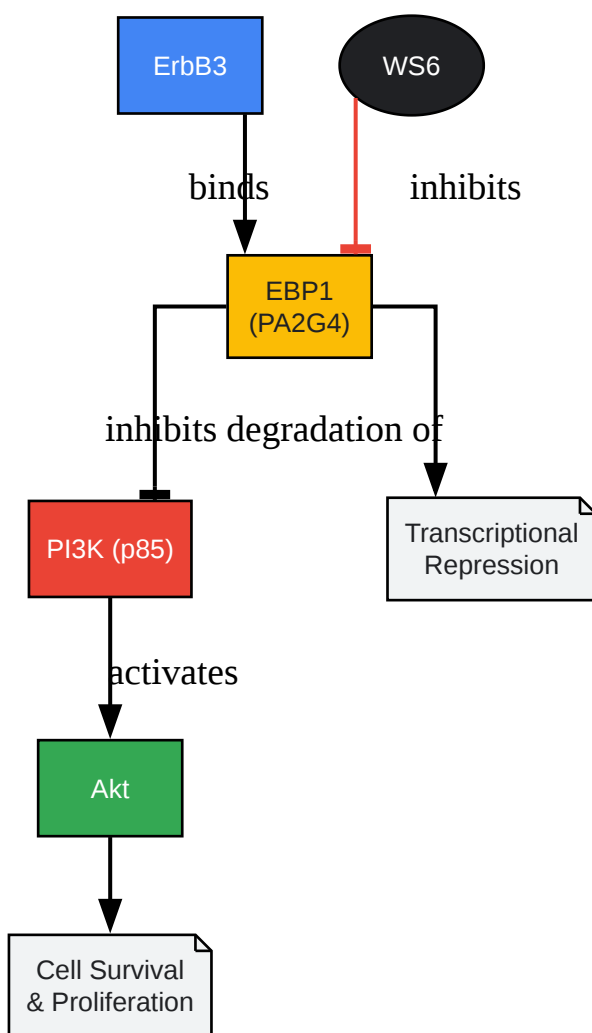 ErbB3
WS6
binds
inhibits
EBP1
(PA2G4)
inhibits degradation of
PI3K (p85)
Transcriptional
Repression
activates
Akt
Cell Survival
& Proliferation